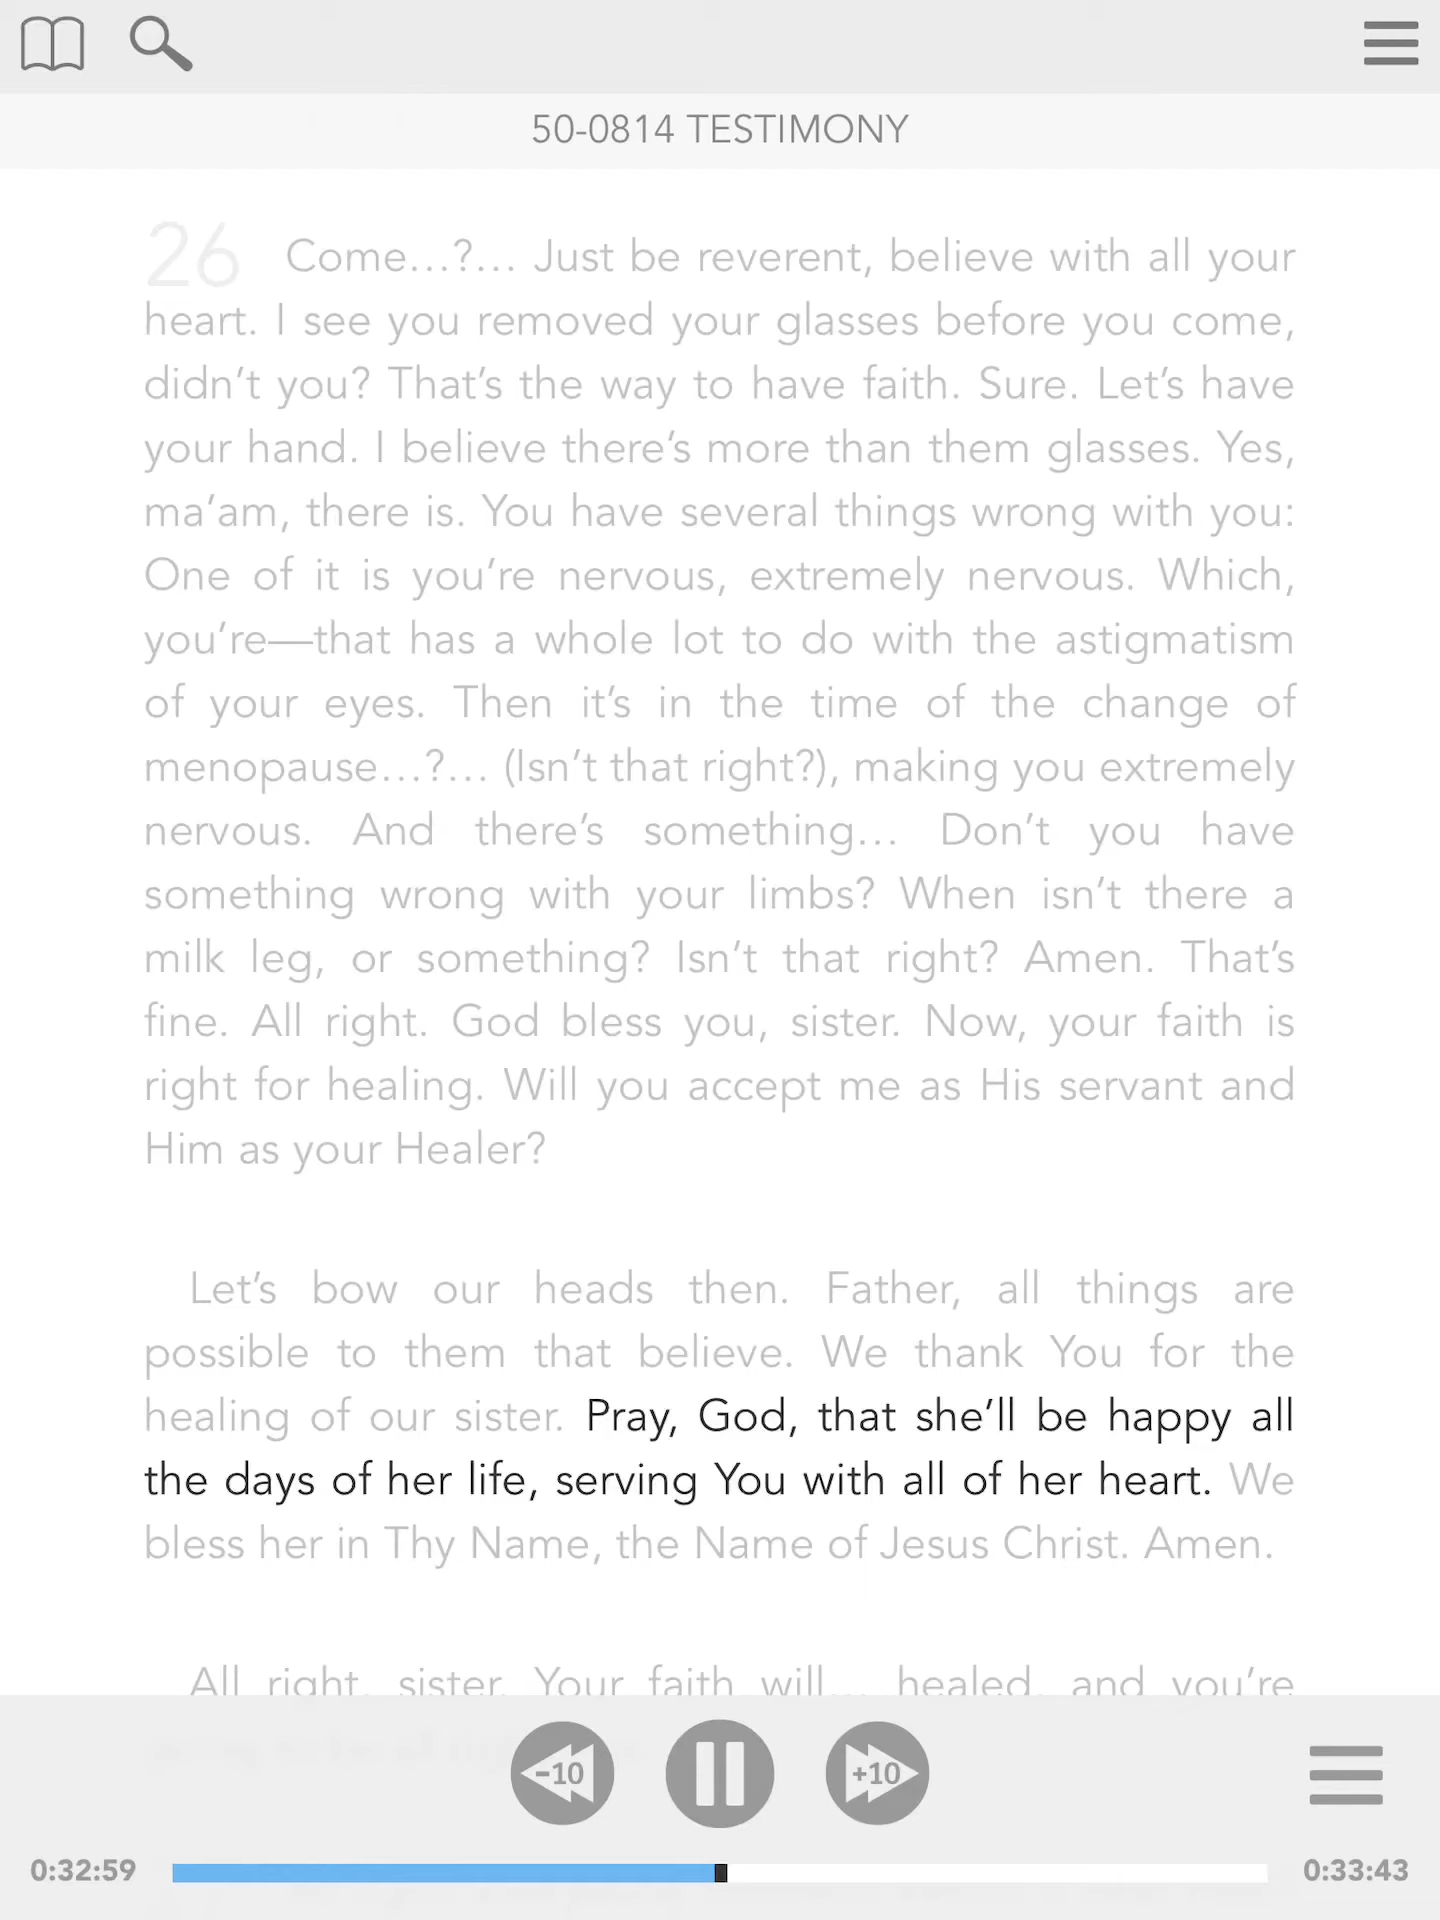 50-0814 TESTIMONY
26 Come…?… Just be reverent, believe with all your
heart. I see you removed your glasses before you come,
didn’t you? That’s the way to have faith. Sure. Let’s have
your hand. I believe there’s more than them glasses. Yes,
ma’am, there is. You have several things wrong with you:
One of it is you’re nervous, extremely nervous. Which,
you’re—that has a whole lot to do with the astigmatism
of your eyes. Then it’s in the time of the change of
menopause…?… (Isn’t that right?), making you extremely
nervous. And there’s something… Don’t you have
something wrong with your limbs? When isn’t there a
milk leg, or something? Isn’t that right? Amen. That’s
fine. All right. God bless you, sister. Now, your faith is
right for healing. Will you accept me as His servant and
Him as your Healer?
Let’s bow our heads then. Father, all things are
possible to them that believe. We thank You for the
healing of our sister. Pray, God, that she’ll be happy all
the days of her life, serving You with all of her heart. We
bless her in Thy Name, the Name of Jesus Christ. Amen.
All right, sister. Your faith will… healed, and you’re
-10 +10
0:32:59 0:33:43